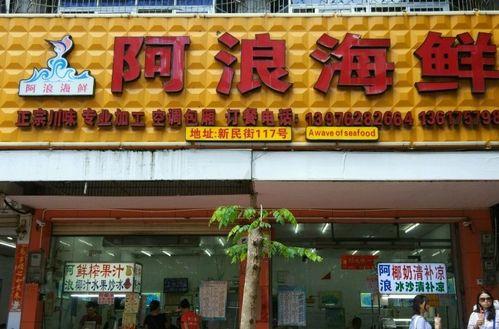 阿浪海鲜
阿浪海鲜
正宗川味 专业加工 空调包厢 订餐电话: 13976282664
地址:新民街117号
A wave of seafood
阿浪
鲜榨果汁
椰汁水果炒冰
阿浪
椰奶清补凉
冰沙清补凉